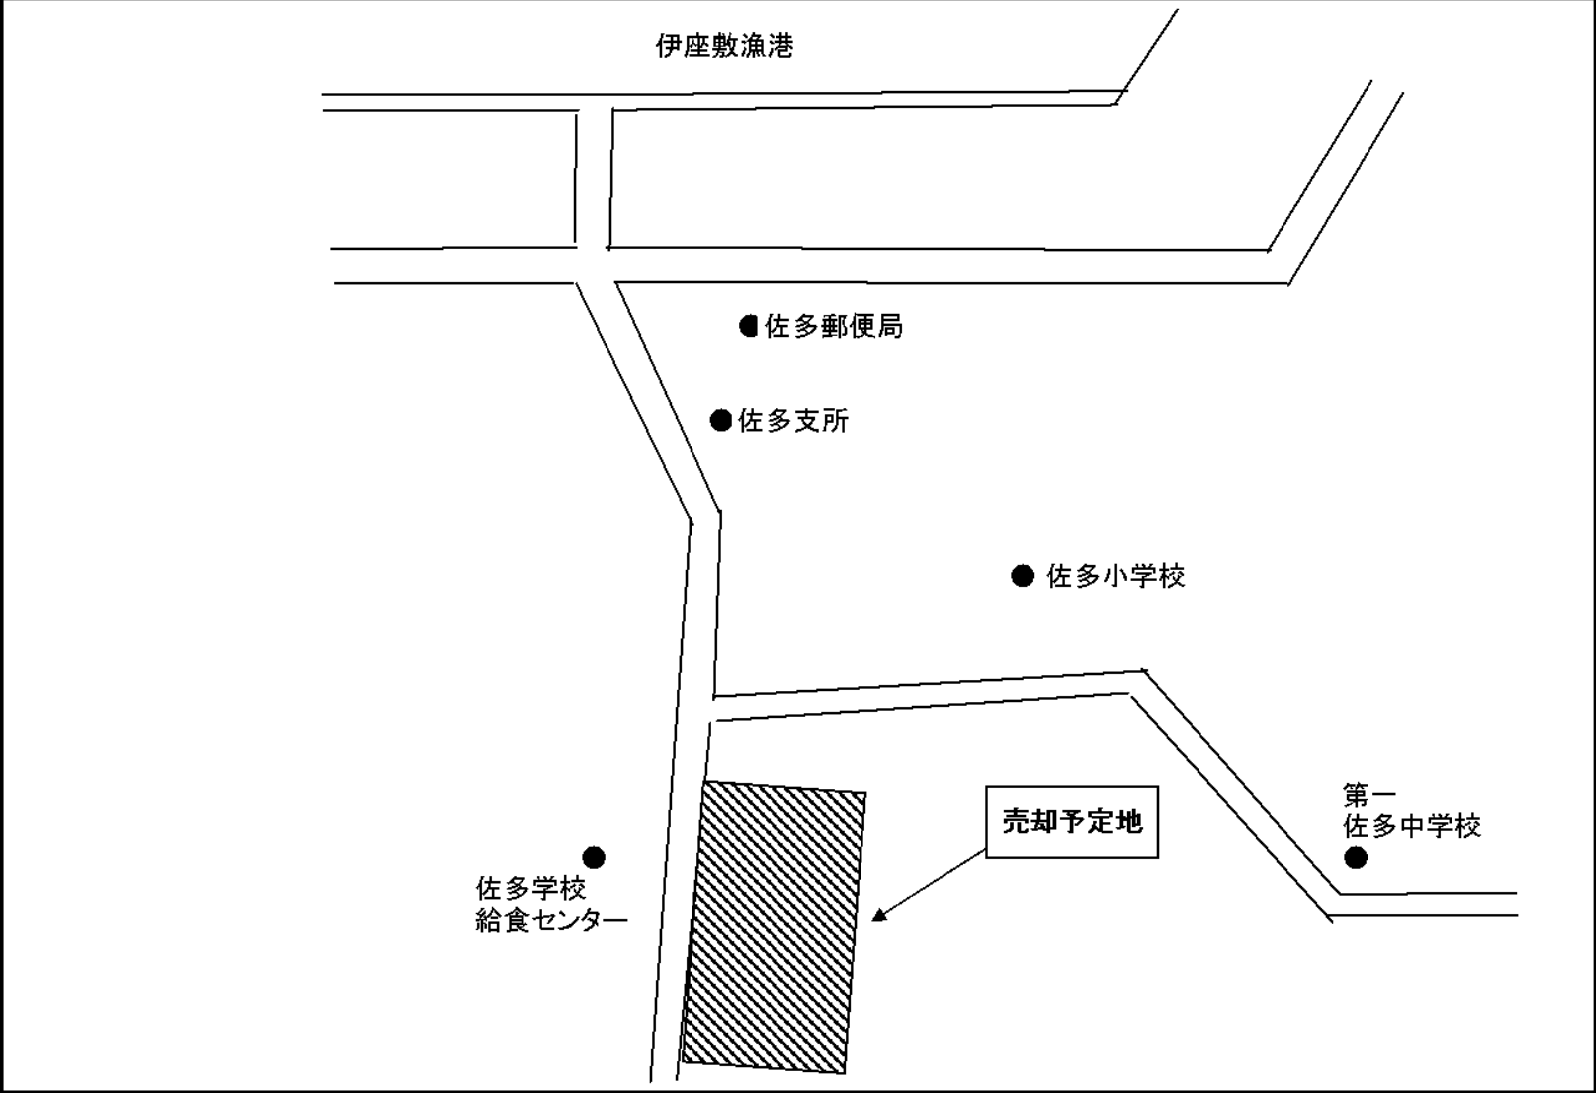 伊座敷漁港
佐多郵便局
佐多支所
佐多小学校
売却予定地
第一
佐多中学校
佐多学校
給食センター